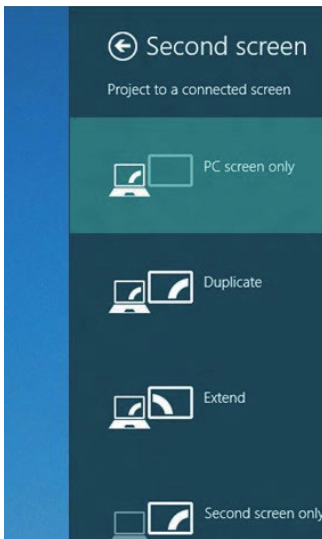 Second screen
Project to a connected screen
PC screen only
Duplicate
Extend
Second screen only